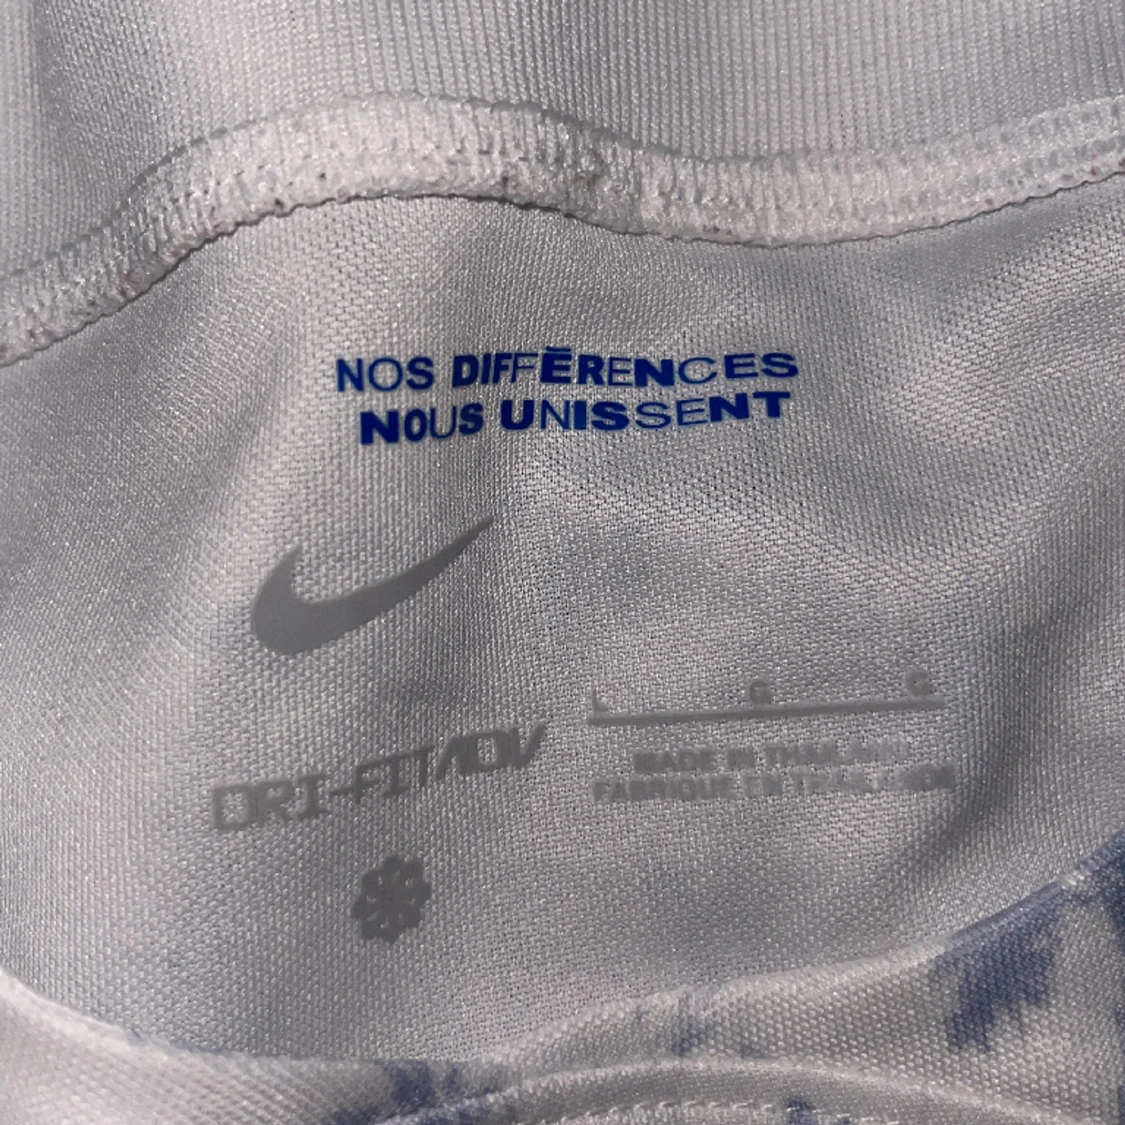 NOS DIFFÉRENCES
NOUS UNISSENT
DRI-FIT ADV
L G G
MADE IN THAILAND
FABRIQUÉ EN THAÏLANDE